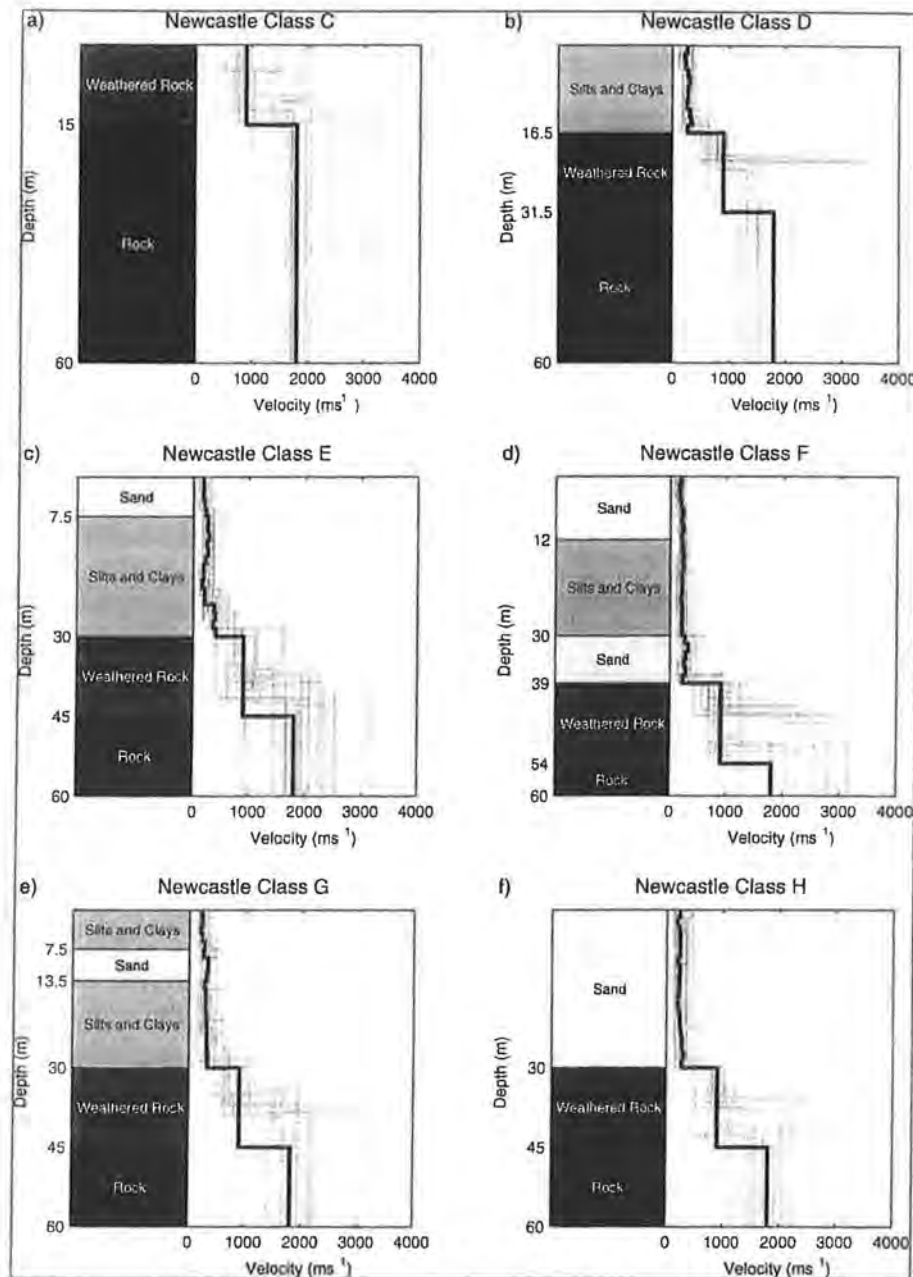 a) Newcastle Class C
Depth (m)
Weathered Rock
15
Rock
60
0 1000 2000 3000 4000
Velocity (ms 1 )
b) Newcastle Class D
Depth (m)
Silts and Clays
16.5
Weathered Rock
31.5
Rock
60
0 1000 2000 3000 4000
Velocity (ms 1 )
c) Newcastle Class E
Depth (m)
Sand
7.5
Silts and Clays
30
Weathered Rock
45
Rock
60
0 1000 2000 3000 4000
Velocity (ms 1 )
d) Newcastle Class F
Depth (m)
Sand
12
Silts and Clays
30
Sand
39
Weathered Rock
54
Rock
60
0 1000 2000 3000 4000
Velocity (ms 1 )
e) Newcastle Class G
Depth (m)
Silts and Clays
7.5
Sand
13.5
Silts and Clays
30
Weathered Rock
45
Rock
60
0 1000 2000 3000 4000
Velocity (ms 1 )
f) Newcastle Class H
Depth (m)
Sand
30
Weathered Rock
45
Rock
60
0 1000 2000 3000 4000
Velocity (ms 1 )